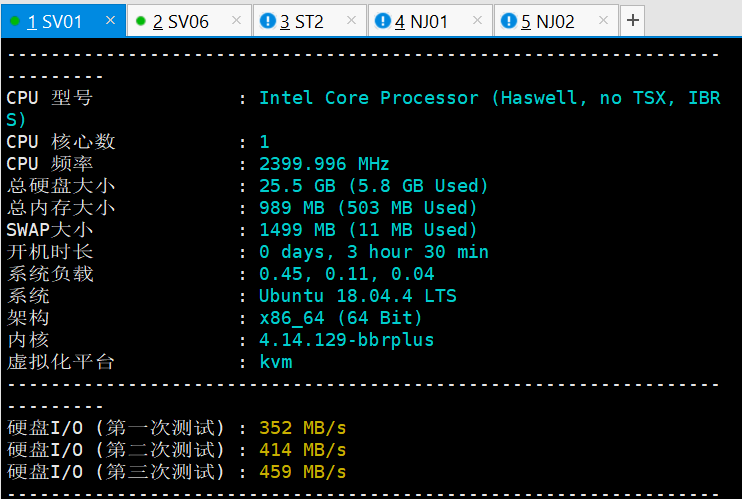 1 SV01 × 2 SV06 × 3 ST2 × 4 NJ01 × 5 NJ02 × +
----------------------------------------------------------------------
---------
CPU 型号 : Intel Core Processor (Haswell, no TSX, IBR
S)
CPU 核心数 : 1
CPU 频率 : 2399.996 MHz
总硬盘大小 : 25.5 GB (5.8 GB Used)
总内存大小 : 989 MB (503 MB Used)
SWAP大小 : 1499 MB (11 MB Used)
开机时长 : 0 days, 3 hour 30 min
系统负载 : 0.45, 0.11, 0.04
系统 : Ubuntu 18.04.4 LTS
架构 : x86_64 (64 Bit)
内核 : 4.14.129-bbrplus
虚拟化平台 : kvm
----------------------------------------------------------------------
---------
硬盘I/O (第一次测试) : 352 MB/s
硬盘I/O (第二次测试) : 414 MB/s
硬盘I/O (第三次测试) : 459 MB/s
----------------------------------------------------------------------